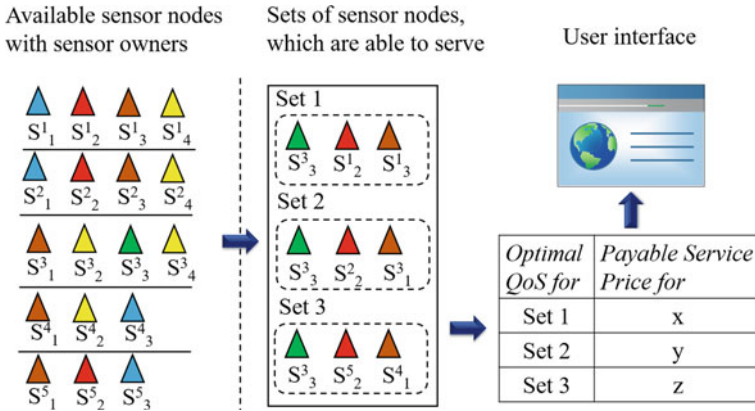 Available sensor nodes
with sensor owners
S¹₁ S¹₂ S¹₃ S¹₄
S²₁ S²₂ S²₃ S²₄
S³₁ S³₂ S³₃ S³₄
S⁴₁ S⁴₂ S⁴₃
S⁵₁ S⁵₂ S⁵₃
Sets of sensor nodes,
which are able to serve
Set 1
S³₃ S¹₂ S¹₃
Set 2
S³₃ S²₂ S³₁
Set 3
S³₃ S⁵₂ S⁴₁
User interface
Optimal Payable Service
QoS for Price for
Set 1 x
Set 2 y
Set 3 z